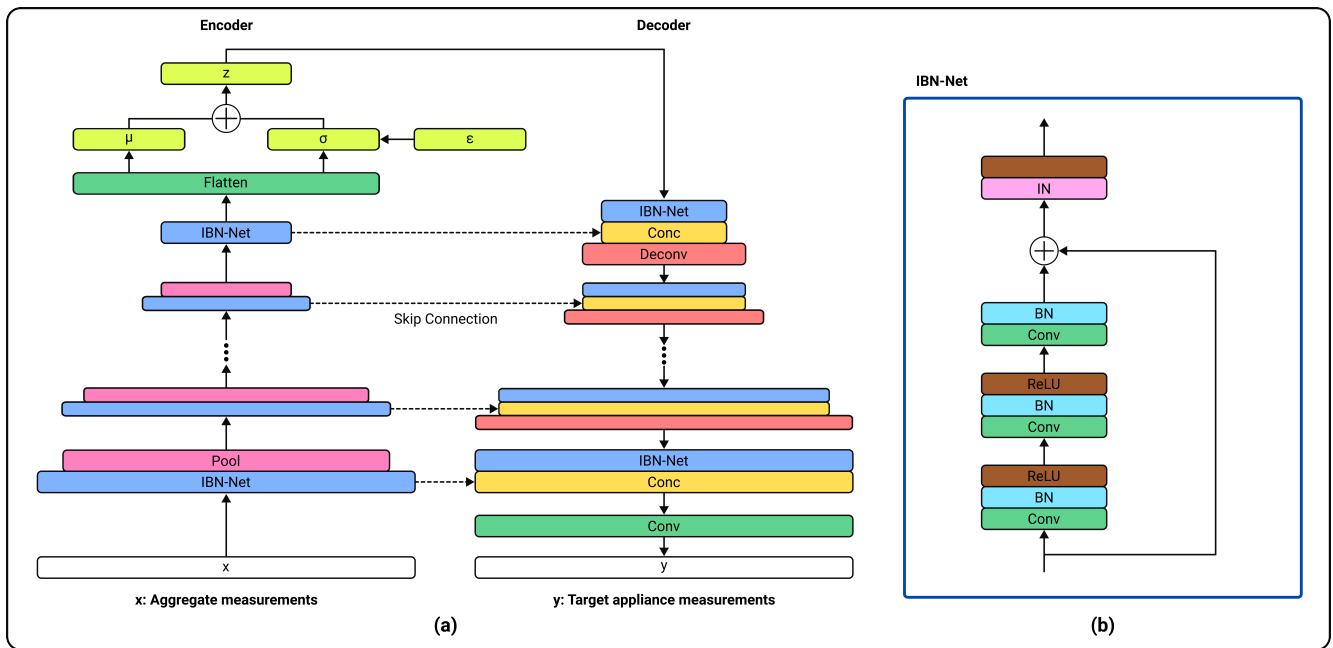 Encoder
Decoder
z
μ
σ
ε
Flatten
IBN-Net
IBN-Net
Conc
Deconv
Skip Connection
Pool
IBN-Net
IBN-Net
Conc
Conv
x
y
x: Aggregate measurements
y: Target appliance measurements
(a)
IBN-Net
IN
BN
Conv
ReLU
BN
Conv
ReLU
BN
Conv
(b)